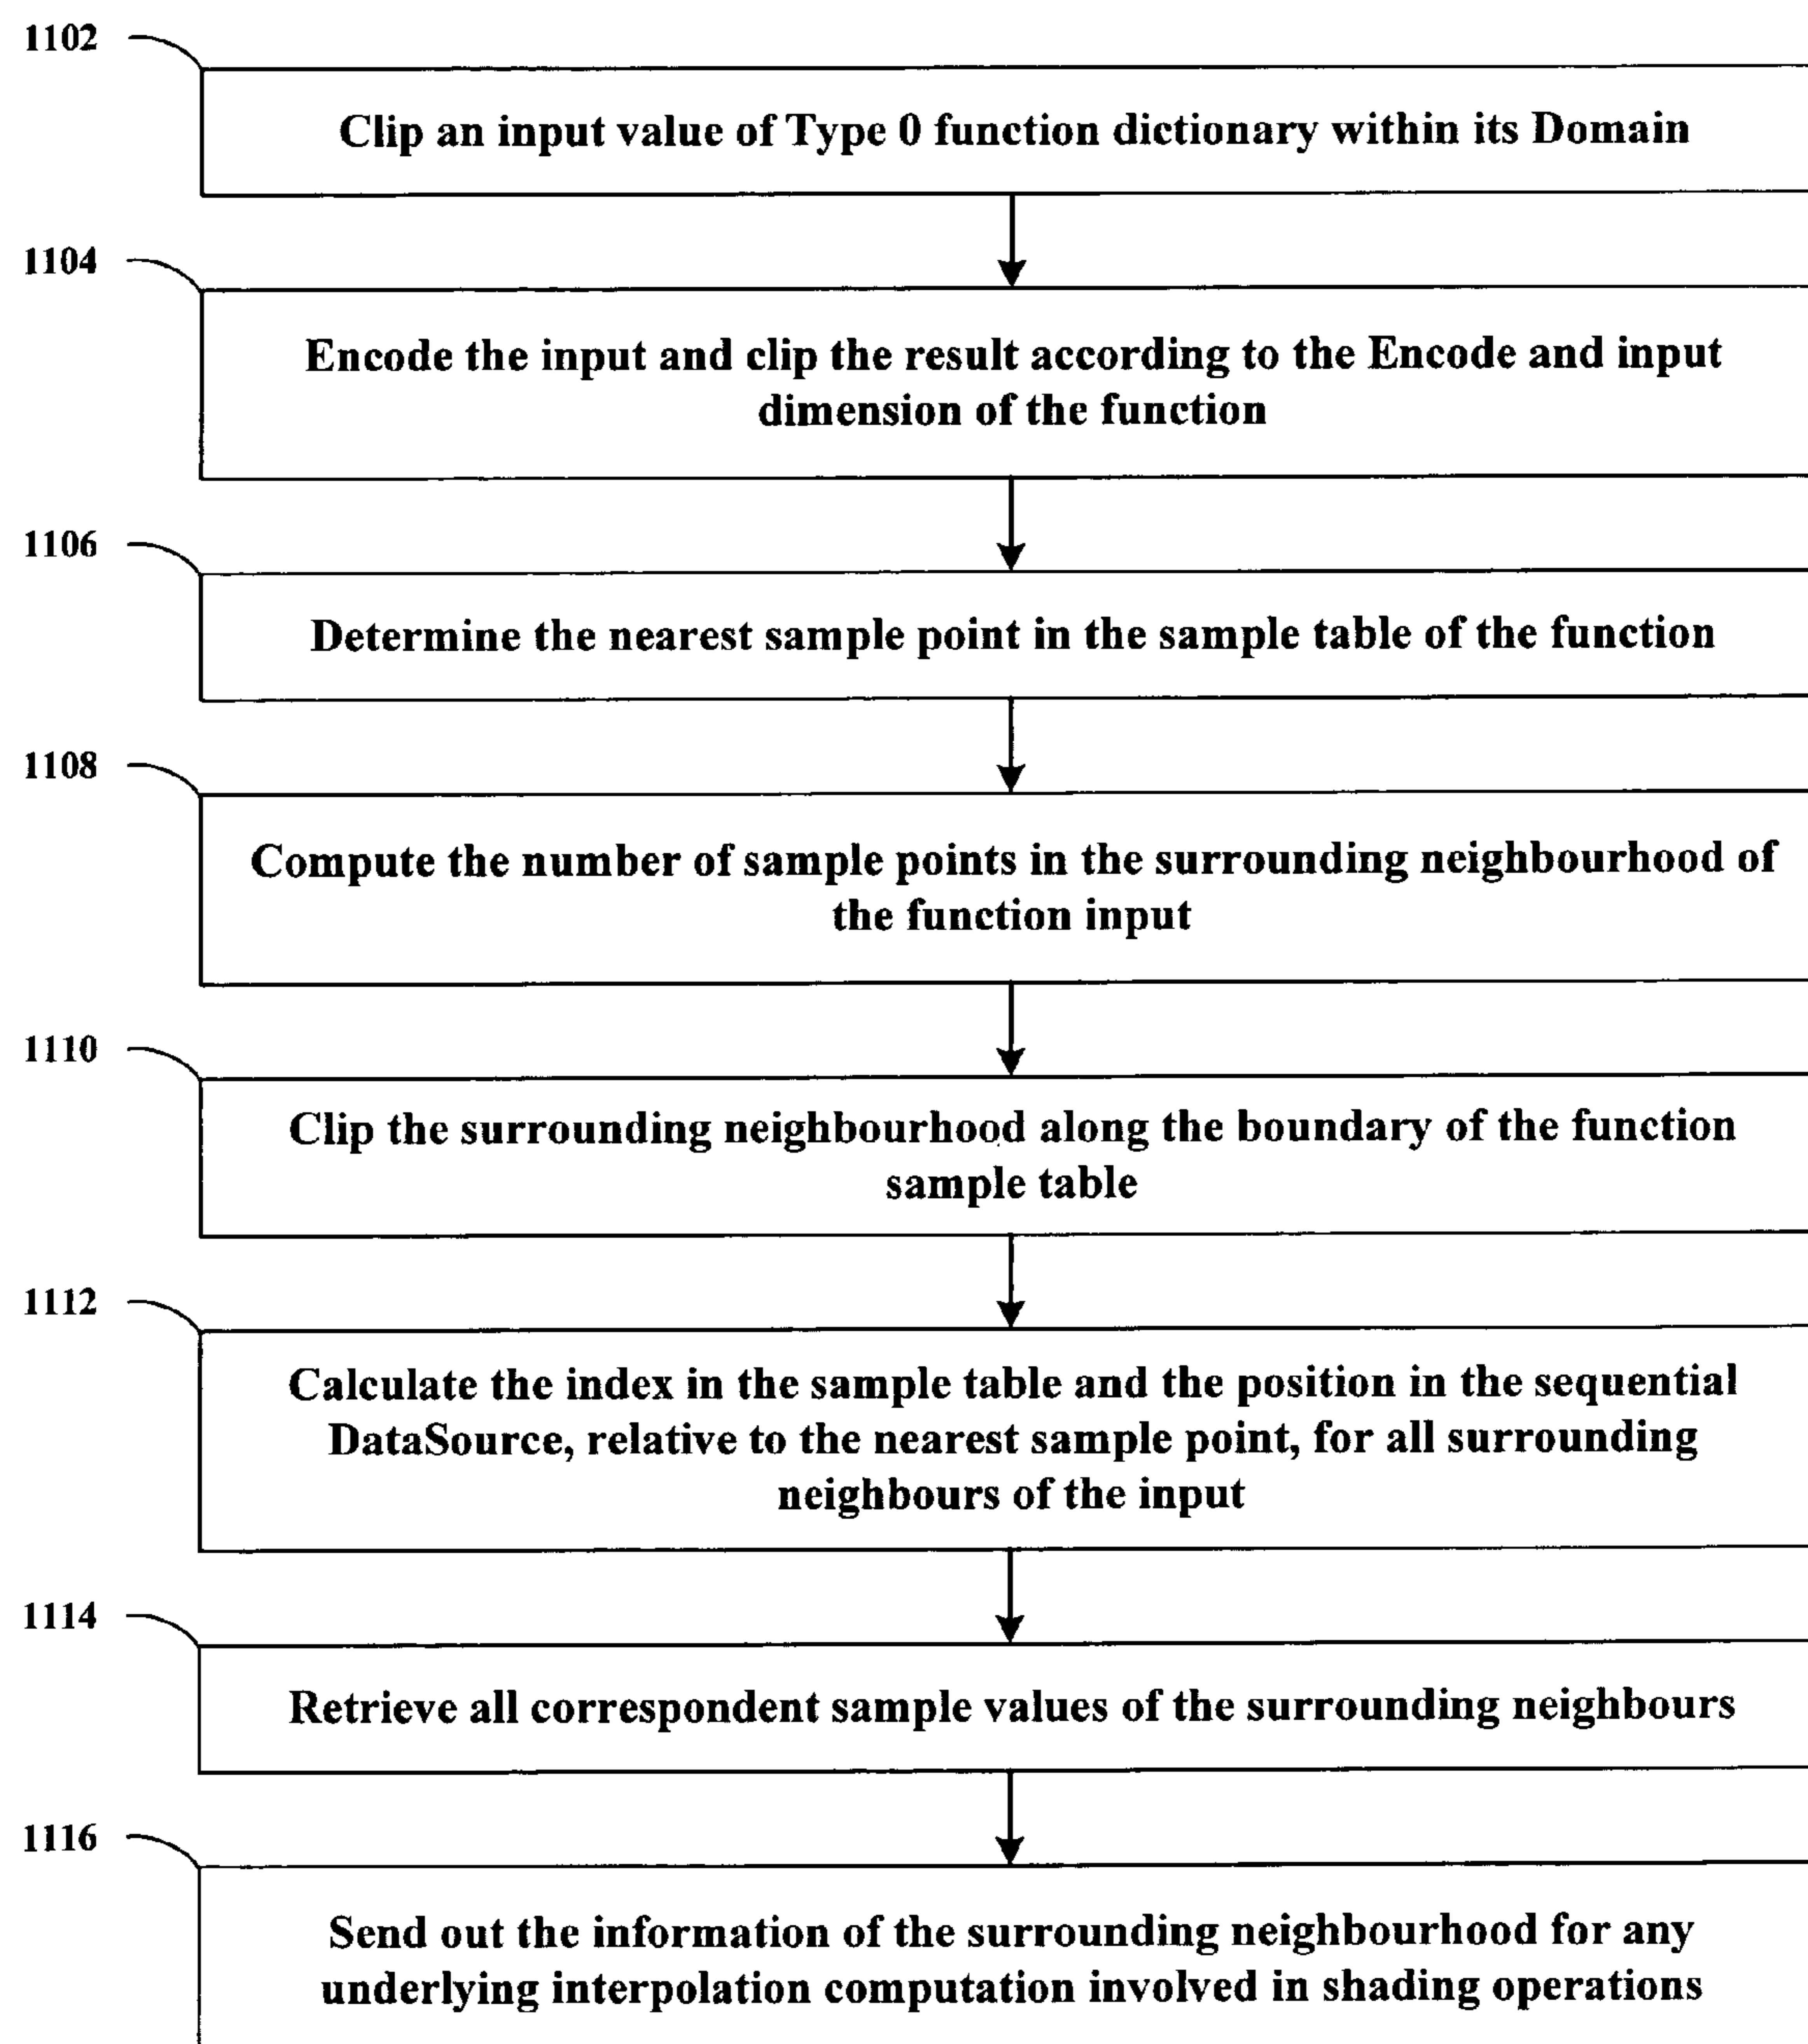 1102
Clip an input value of Type 0 function dictionary within its Domain
1104
Encode the input and clip the result according to the Encode and input
dimension of the function
1106
Determine the nearest sample point in the sample table of the function
1108
Compute the number of sample points in the surrounding neighbourhood of
the function input
1110
Clip the surrounding neighbourhood along the boundary of the function
sample table
1112
Calculate the index in the sample table and the position in the sequential
DataSource, relative to the nearest sample point, for all surrounding
neighbours of the input
1114
Retrieve all correspondent sample values of the surrounding neighbours
1116
Send out the information of the surrounding neighbourhood for any
underlying interpolation computation involved in shading operations